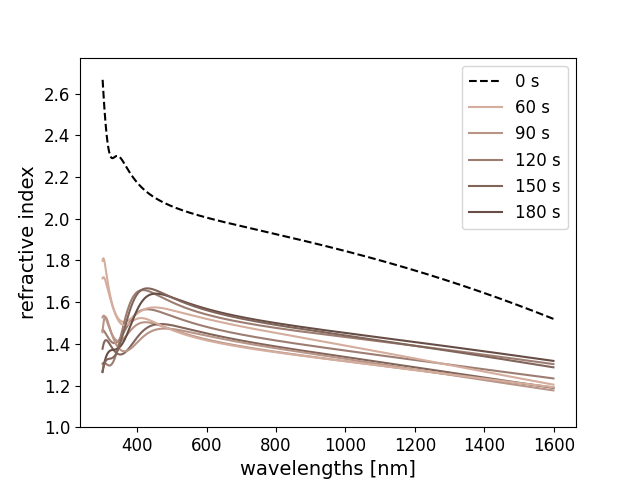 0 s
60 s
90 s
120 s
150 s
180 s
2.6
2.4
2.2
2.0
1.8
1.6
1.4
1.2
1.0
refractive index
400
600
800
1000
1200
1400
1600
wavelengths [nm]